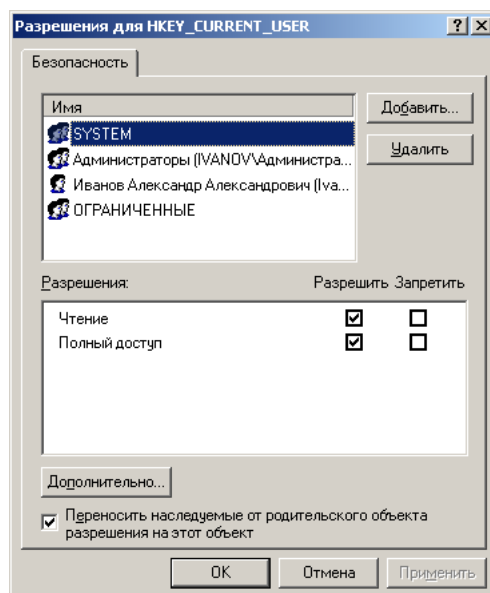 Разрешения для HKEY_CURRENT_USER
Безопасность
Имя
Добавить...
SYSTEM
Удалить
Администраторы (IVANOV\Администра...
Иванов Александр Александрович (Iva...
ОГРАНИЧЕННЫЕ
Разрешения: Разрешить Запретить
Чтение
Полный доступ
Дополнительно...
Переносить наследуемые от родительского объекта
разрешения на этот объект
OK Отмена Применить